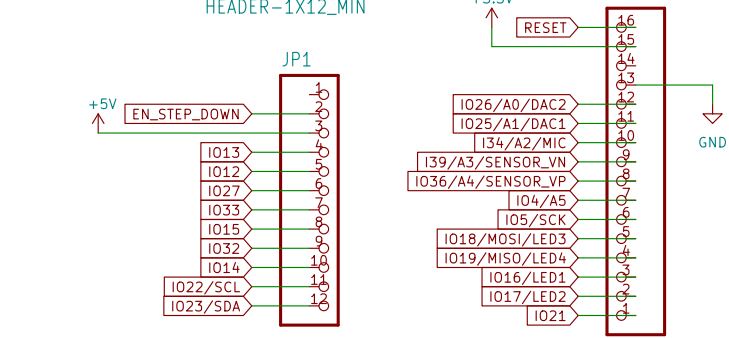 HEADER-1X12_MIN
JP1
+5V
1
EN_STEP_DOWN 2
3
IO13 4
IO12 5
IO27 6
IO33 7
IO15 8
IO32 9
IO14 10
IO22/SCL 11
IO23/SDA 12
+3.3V
RESET 16
15
14
13
GND
IO26/A0/DAC2 12
IO25/A1/DAC1 11
I34/A2/MIC 10
I39/A3/SENSOR_VN 9
IO36/A4/SENSOR_VP 8
IO4/A5 7
IO5/SCK 6
IO18/MOSI/LED3 5
IO19/MISO/LED4 4
IO16/LED1 3
IO17/LED2 2
IO21 1